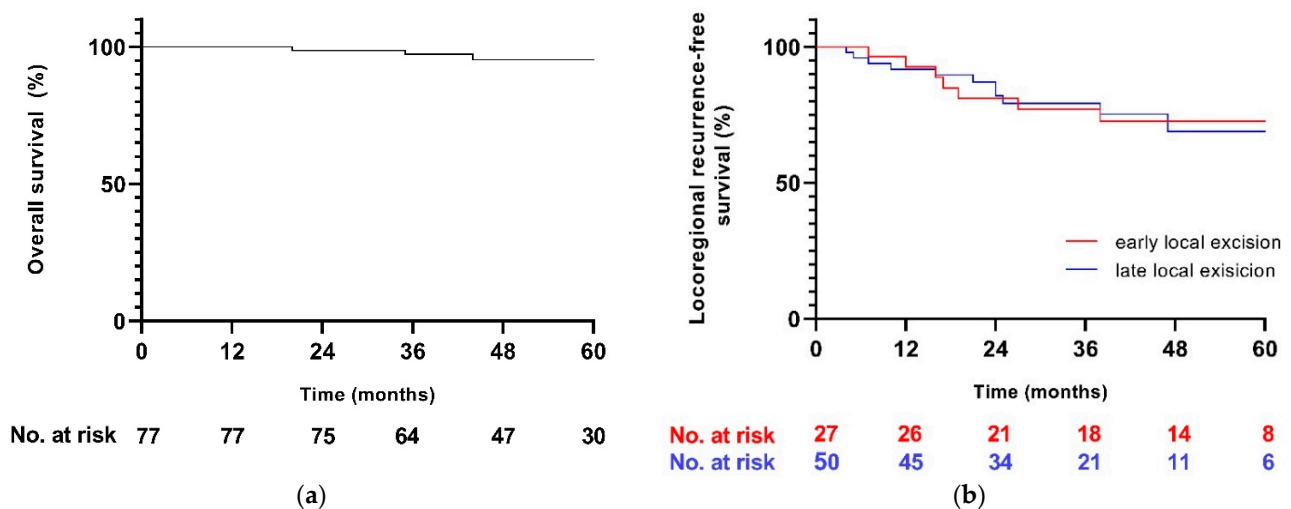 Overall survival (%)
100
50
0
0 12 24 36 48 60
Time (months)
No. at risk 77 77 75 64 47 30
(a)
Locoregional recurrence-free
survival (%)
100
50
0
early local excision
late local exisicion
0 12 24 36 48 60
Time (months)
No. at risk 27 26 21 18 14 8
No. at risk 50 45 34 21 11 6
(b)